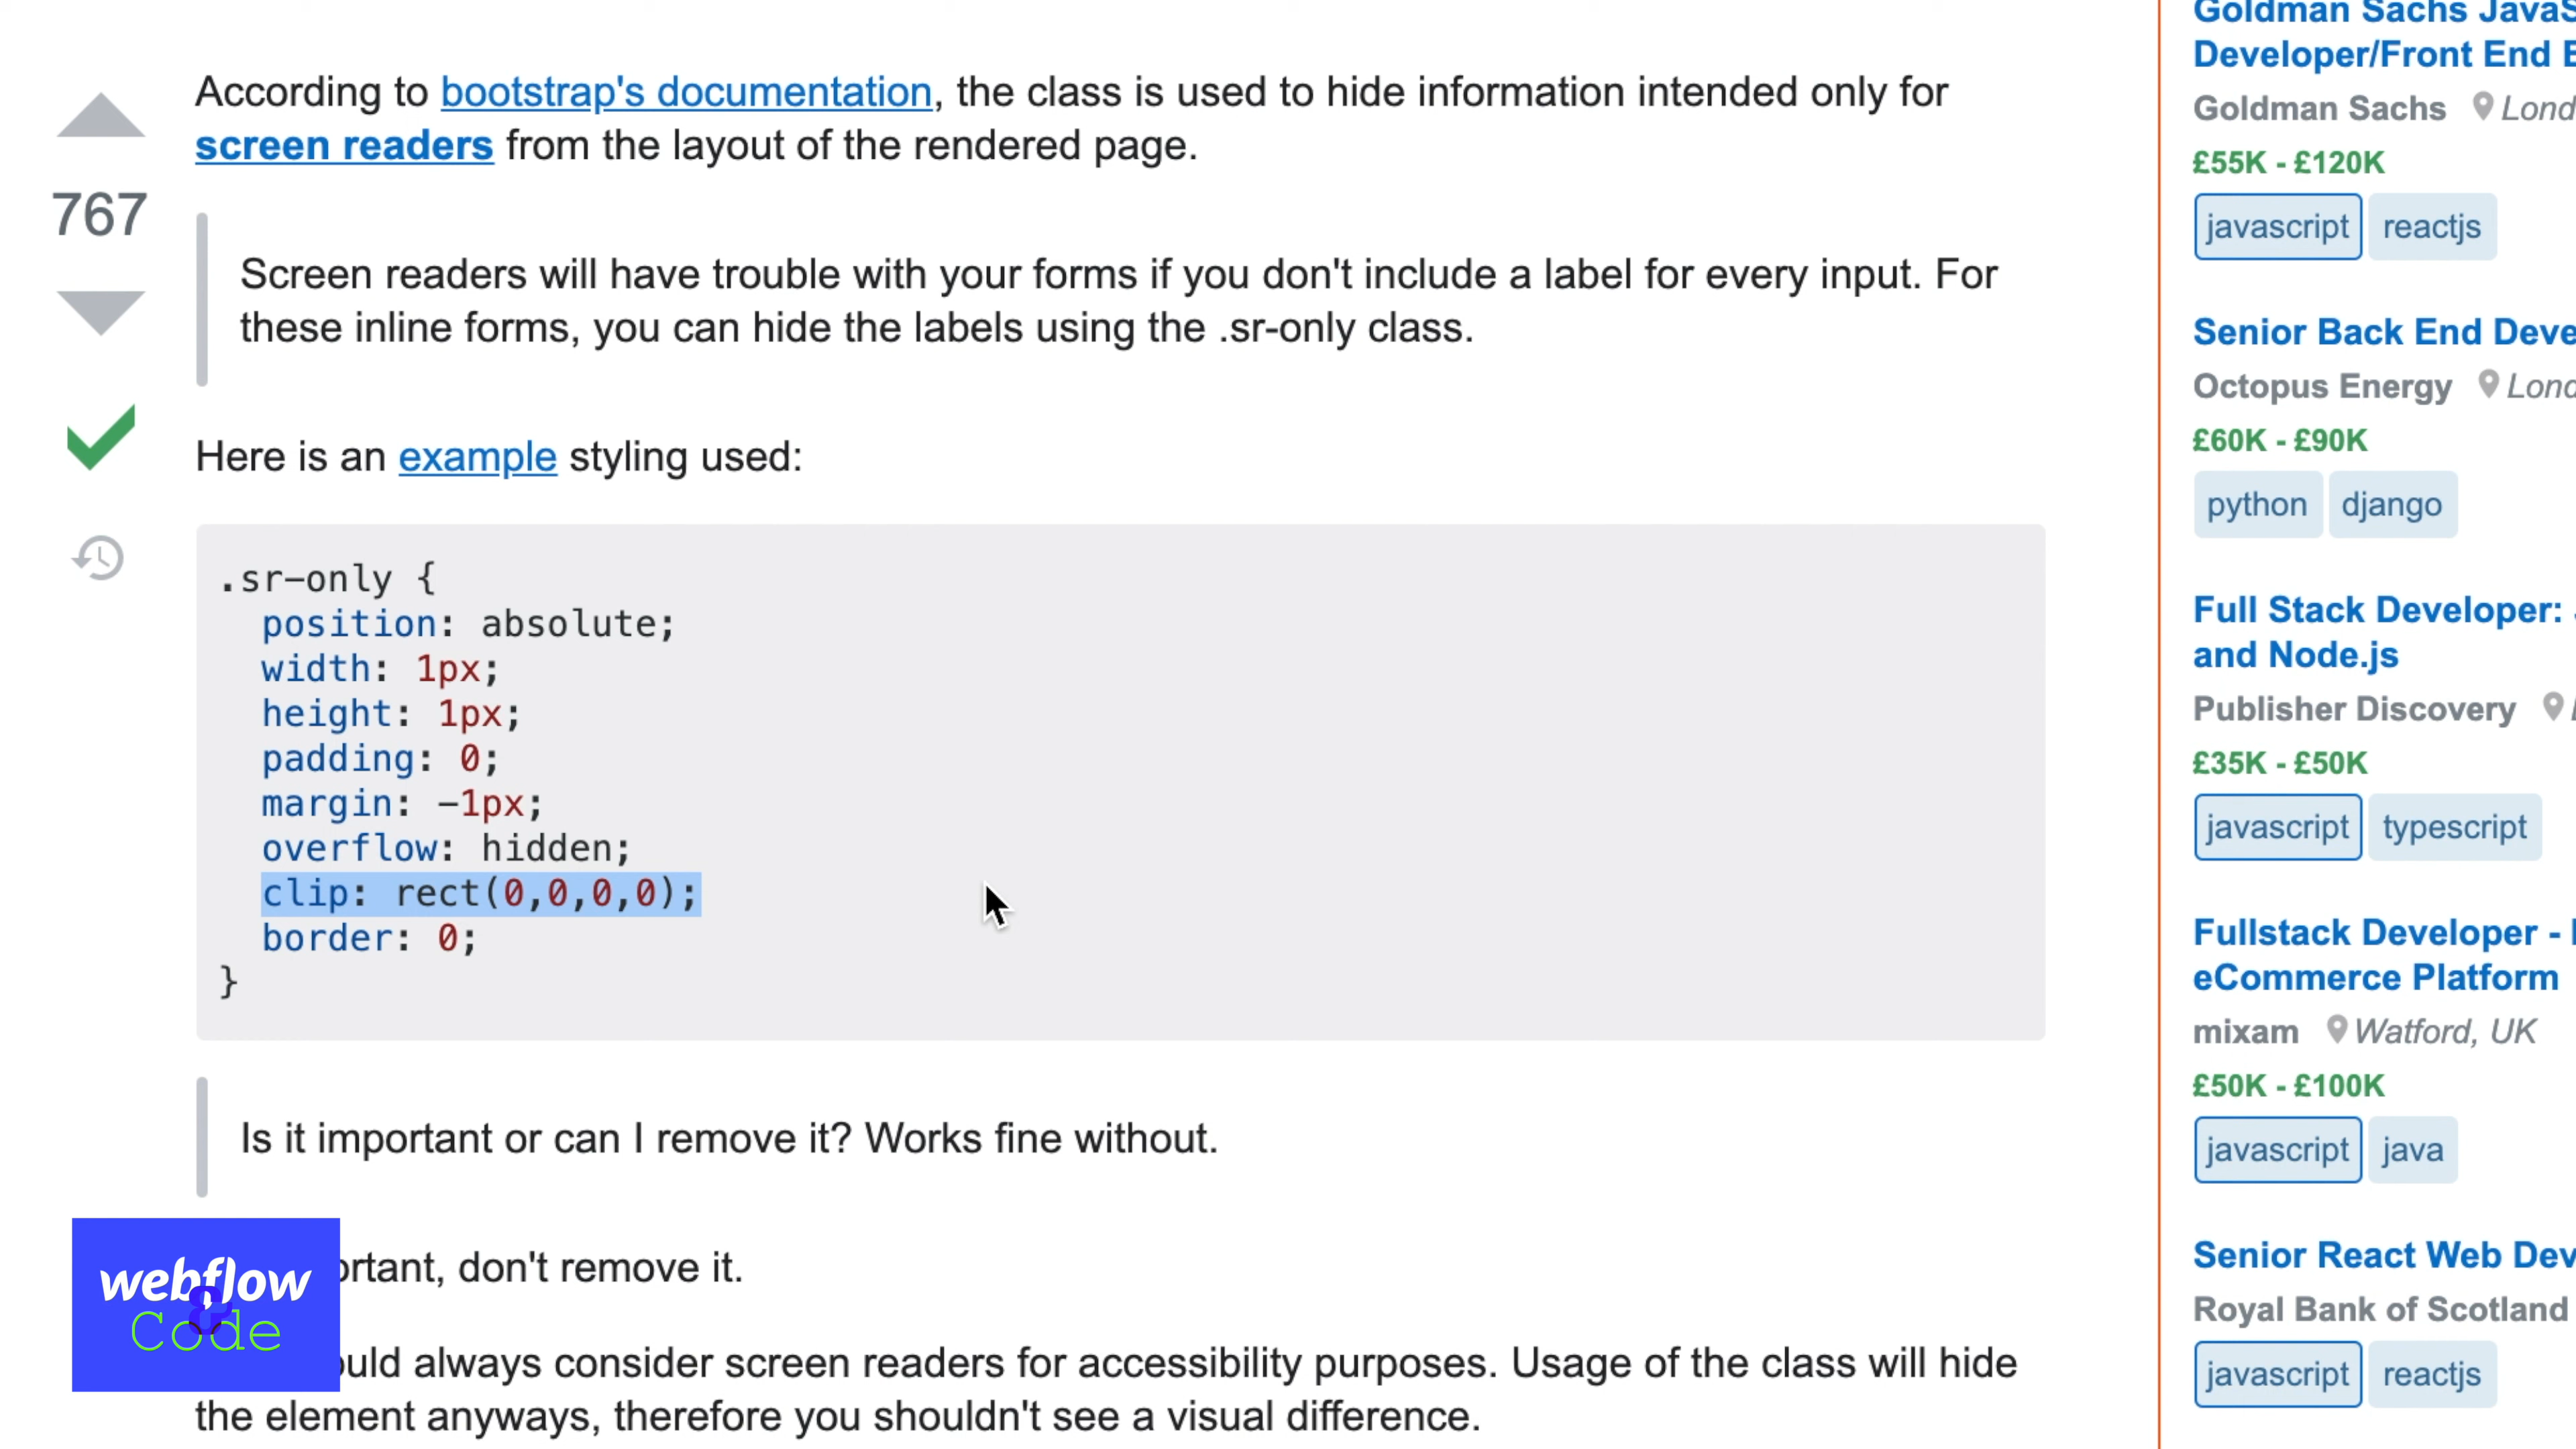 According to bootstrap's documentation, the class is used to hide information intended only for
screen readers from the layout of the rendered page.
767
Screen readers will have trouble with your forms if you don't include a label for every input. For
these inline forms, you can hide the labels using the .sr-only class.
Here is an example styling used:
.sr-only {
  position: absolute;
  width: 1px;
  height: 1px;
  padding: 0;
  margin: -1px;
  overflow: hidden;
  clip: rect(0,0,0,0);
  border: 0;
}
Is it important or can I remove it? Works fine without.
don't remove it.
always consider screen readers for accessibility purposes. Usage of the class will hide
the element anyways, therefore you shouldn't see a visual difference.
webflow
&
Code
Goldman Sachs
Developer/Front End
Goldman Sachs
£55K - £120K
javascript reactjs
Senior Back End
Octopus Energy
£60K - £90K
python django
Full Stack Developer:
and Node.js
Publisher Discovery
£35K - £50K
javascript typescript
Fullstack Developer -
eCommerce Platform
mixam Watford, UK
£50K - £100K
javascript java
Senior React Web
Royal Bank of Scotland
javascript reactjs